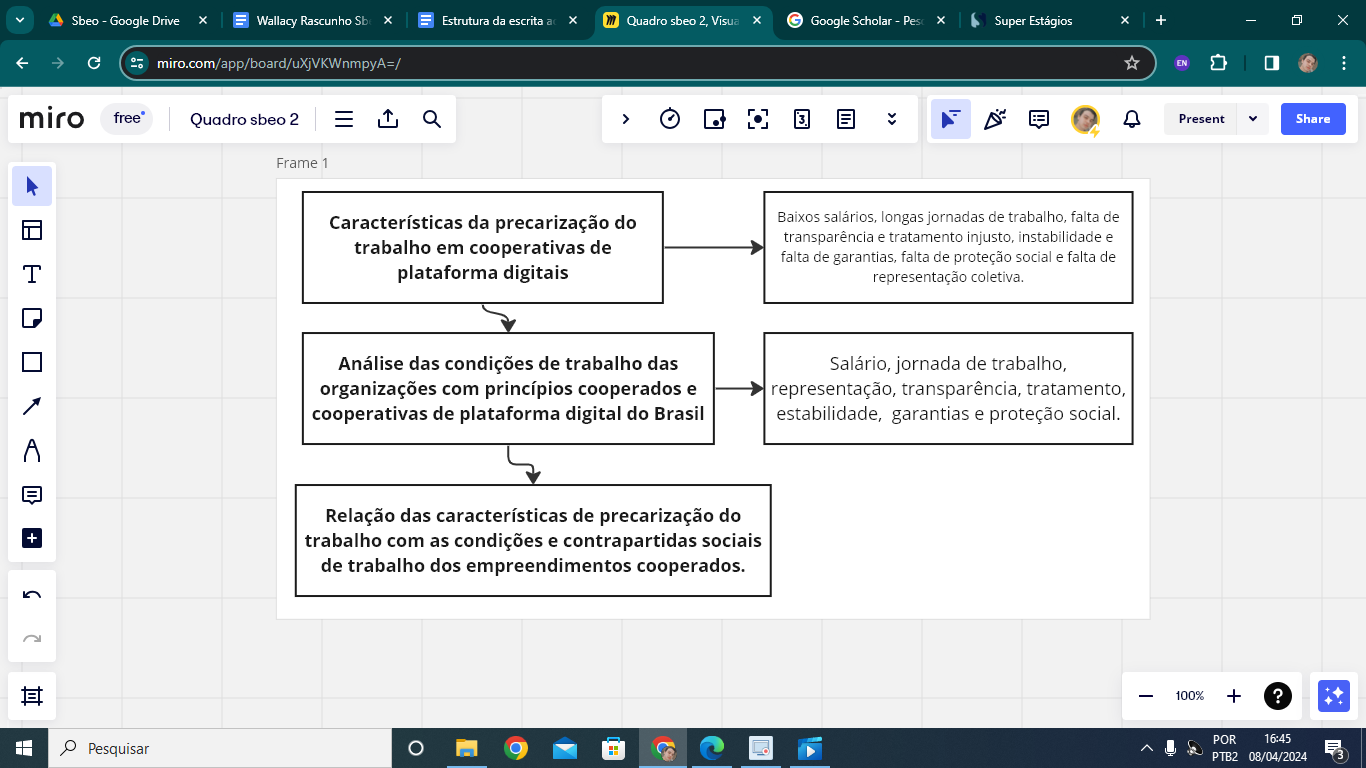 Sbeo - Google Drive
Wallacy Rascunho Sb
Estrutura da escrita a
Quadro sbeo 2, Visua
Google Scholar - Pes
Super Estágios
miro.com/app/board/uXjVKWnmpyA=/
EN
miro
free
Quadro sbeo 2
3
Present
Share
Frame 1
Características da precarização do
trabalho em cooperativas de
plataforma digitais
Baixos salários, longas jornadas de trabalho, falta de
transparência e tratamento injusto, instabilidade e
falta de garantias, falta de proteção social e falta de
representação coletiva.
Análise das condições de trabalho das
organizações com princípios cooperados e
cooperativas de plataforma digital do Brasil
Salário, jornada de trabalho,
representação, transparência, tratamento,
estabilidade, garantias e proteção social.
Relação das características de precarização do
trabalho com as condições e contrapartidas sociais
de trabalho dos empreendimentos cooperados.
100%
?
Pesquisar
POR
PTB2
16:45
08/04/2024
3